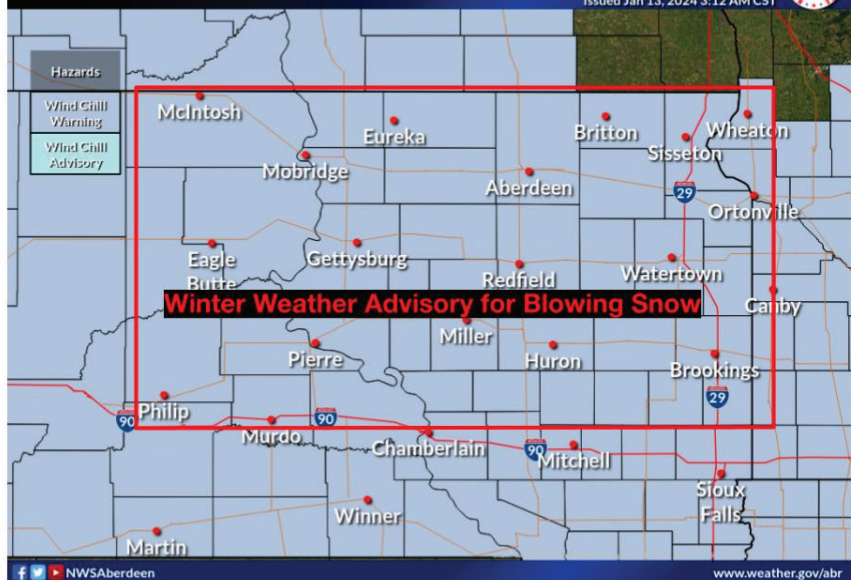 Issued Jan 13, 2024 3:12 AM CST
Hazards
Wind Chill
Warning
Wind Chill
Advisory
McIntosh
Eureka
Britton
Wheaton
Sisseton
Mobridge
Aberdeen
29
Ortonville
Eagle
Butte
Gettysburg
Redfield
Watertown
Winter Weather Advisory for Blowing Snow
Canby
Miller
Pierre
Huron
Brookings
29
Philip
90
90
Murdo
Chamberlain
90
Mitchell
Sioux
Falls
Winner
Martin
NWSAberdeen
www.weather.gov/abr